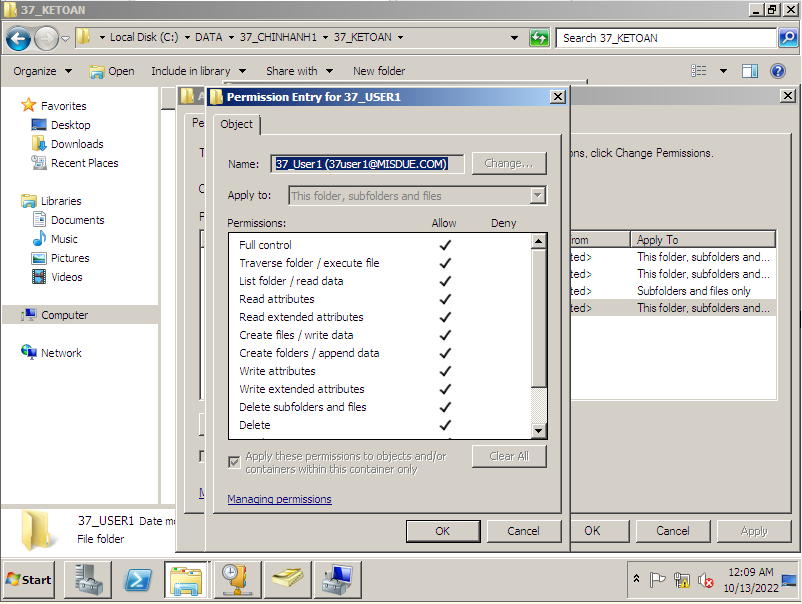 37_KETOAN
Local Disk (C:) DATA 37_CHINHANH1 37_KETOAN
Search 37_KETOAN
Organize Open Include in library Share with New folder
Favorites
Desktop
Downloads
Recent Places
Libraries
Documents
Music
Pictures
Videos
Computer
Network
Permission Entry for 37_USER1
Object
Name: 37_User1 (37user1@MISDUE.COM) Change...
Apply to: This folder, subfolders and files
Permissions: Allow Deny
Full control
Traverse folder / execute file
List folder / read data
Read attributes
Read extended attributes
Create files / write data
Create folders / append data
Write attributes
Write extended attributes
Delete subfolders and files
Delete
Apply these permissions to objects and/or
containers within this container only
Clear All
Managing permissions
OK Cancel
click Change Permissions.
Apply To
This folder, subfolders and...
This folder, subfolders and...
Subfolders and files only
This folder, subfolders and...
OK Cancel Apply
37_USER1 Date
File folder
Start
12:09 AM
10/13/2022